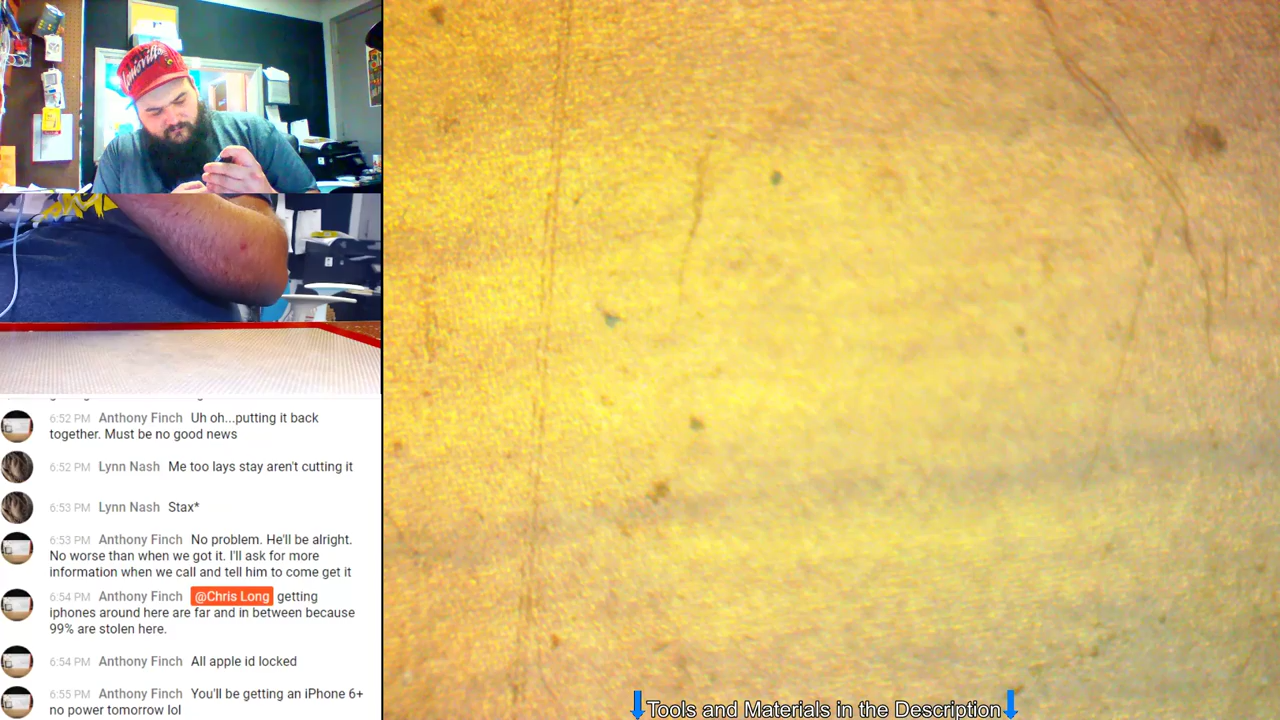 Louisville
6:52 PM Anthony Finch Uh oh...putting it back
together. Must be no good news
6:52 PM Lynn Nash Me too lays stay aren't cutting it
6:53 PM Lynn Nash Stax*
6:53 PM Anthony Finch No problem. He'll be alright.
No worse than when we got it. I'll ask for more
information when we call and tell him to come get it
6:54 PM Anthony Finch @Chris Long getting
iphones around here are far and in between because
99% are stolen here.
6:54 PM Anthony Finch All apple id locked
6:55 PM Anthony Finch You'll be getting an iPhone 6+
no power tomorrow lol
Tools and Materials in the Description